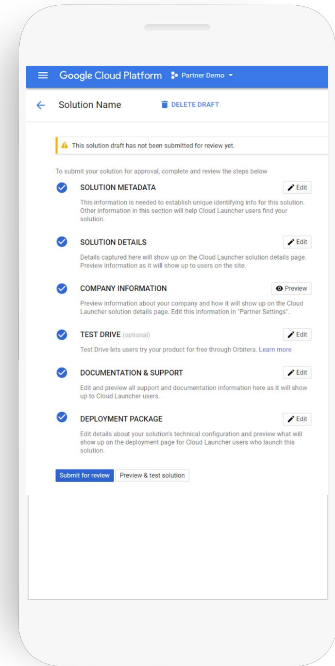 Google Cloud Platform Partner Demo
Solution Name DELETE DRAFT
This solution draft has not been submitted for review yet.
To submit your solution for approval, complete and review the steps below
SOLUTION METADATA Edit
This information is needed to establish unique identifying info for this solution.
Other information in this section will help Cloud Launcher users find your
solution.
SOLUTION DETAILS Edit
Details captured here will show up on the Cloud Launcher solution details page.
Preview information as it will show up to users on the site.
COMPANY INFORMATION Preview
Preview information about your company and how it will show up on the Cloud
Launcher solution details page. Edit this information in "Partner Settings".
TEST DRIVE (optional) Edit
Test Drive lets users try your product for free through Orbitera. Learn more
DOCUMENTATION & SUPPORT Edit
Edit and preview all support and documentation information here as it will show
up to Cloud Launcher users.
DEPLOYMENT PACKAGE Edit
Edit details about your solution's technical configuration and preview what will
show up on the deployment page for Cloud Launcher users who launch this
solution.
Submit for review Preview & test solution